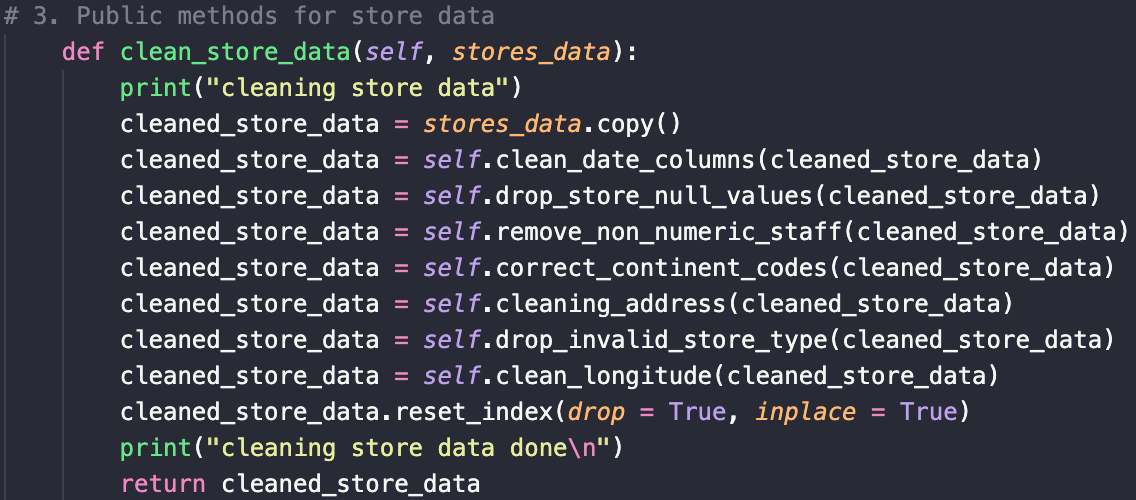 # 3. Public methods for store data
    def clean_store_data(self, stores_data):
        print("cleaning store data")
        cleaned_store_data = stores_data.copy()
        cleaned_store_data = self.clean_date_columns(cleaned_store_data)
        cleaned_store_data = self.drop_store_null_values(cleaned_store_data)
        cleaned_store_data = self.remove_non_numeric_staff(cleaned_store_data)
        cleaned_store_data = self.correct_continent_codes(cleaned_store_data)
        cleaned_store_data = self.cleaning_address(cleaned_store_data)
        cleaned_store_data = self.drop_invalid_store_type(cleaned_store_data)
        cleaned_store_data = self.clean_longitude(cleaned_store_data)
        cleaned_store_data.reset_index(drop = True, inplace = True)
        print("cleaning store data done\n")
        return cleaned_store_data